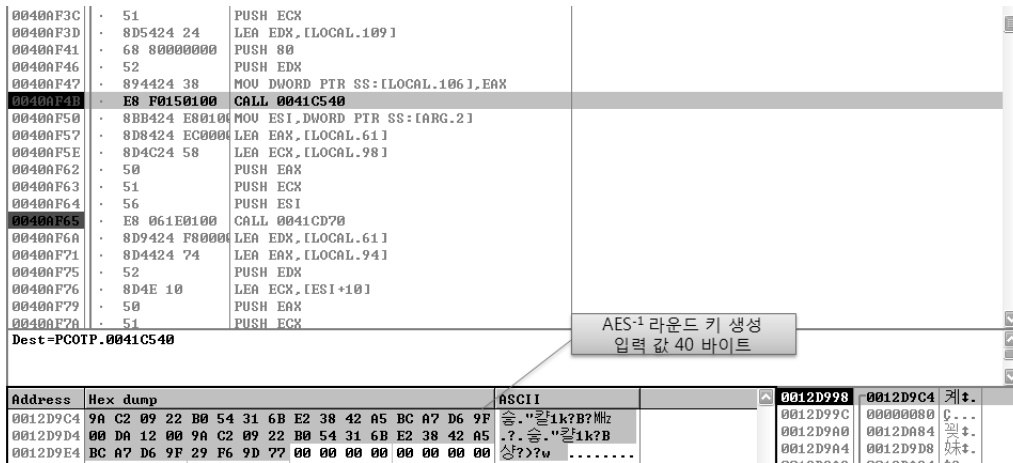 0040AF3C · 51 PUSH ECX
0040AF3D · 8D5424 24 LEA EDX,[LOCAL.109]
0040AF41 · 68 80000000 PUSH 80
0040AF46 · 52 PUSH EDX
0040AF47 · 894424 38 MOV DWORD PTR SS:[LOCAL.106],EAX
0040AF4B · E8 F0150100 CALL 0041C540
0040AF50 · 8BB424 E8010 MOV ESI,DWORD PTR SS:[ARG.2]
0040AF57 · 8D8424 EC000 LEA EAX,[LOCAL.61]
0040AF5E · 8D4C24 58 LEA ECX,[LOCAL.98]
0040AF62 · 50 PUSH EAX
0040AF63 · 51 PUSH ECX
0040AF64 · 56 PUSH ESI
0040AF65 · E8 061E0100 CALL 0041CD70
0040AF6A · 8D9424 F8000 LEA EDX,[LOCAL.61]
0040AF71 · 8D4424 74 LEA EAX,[LOCAL.94]
0040AF75 · 52 PUSH EDX
0040AF76 · 8D4E 10 LEA ECX,[ESI+10]
0040AF79 · 50 PUSH EAX
0040AF7A · 51 PUSH ECX
Dest=PCOTP.0041C540
AES-1 라운드 키 생성
입력 값 40 바이트
Address Hex dump ASCII
0012D9C4 9A C2 09 22 B0 54 31 6B E2 38 42 A5 BC A7 D6 9F
0012D9D4 00 DA 12 00 9A C2 09 22 B0 54 31 6B E2 38 42 A5
0012D9E4 BC A7 D6 9F 29 F6 9D 77 00 00 00 00 00 00 00 00
0012D998 0012D9C4
0012D99C 00000080
0012D9A0 0012DA84
0012D9A4 0012D9D8